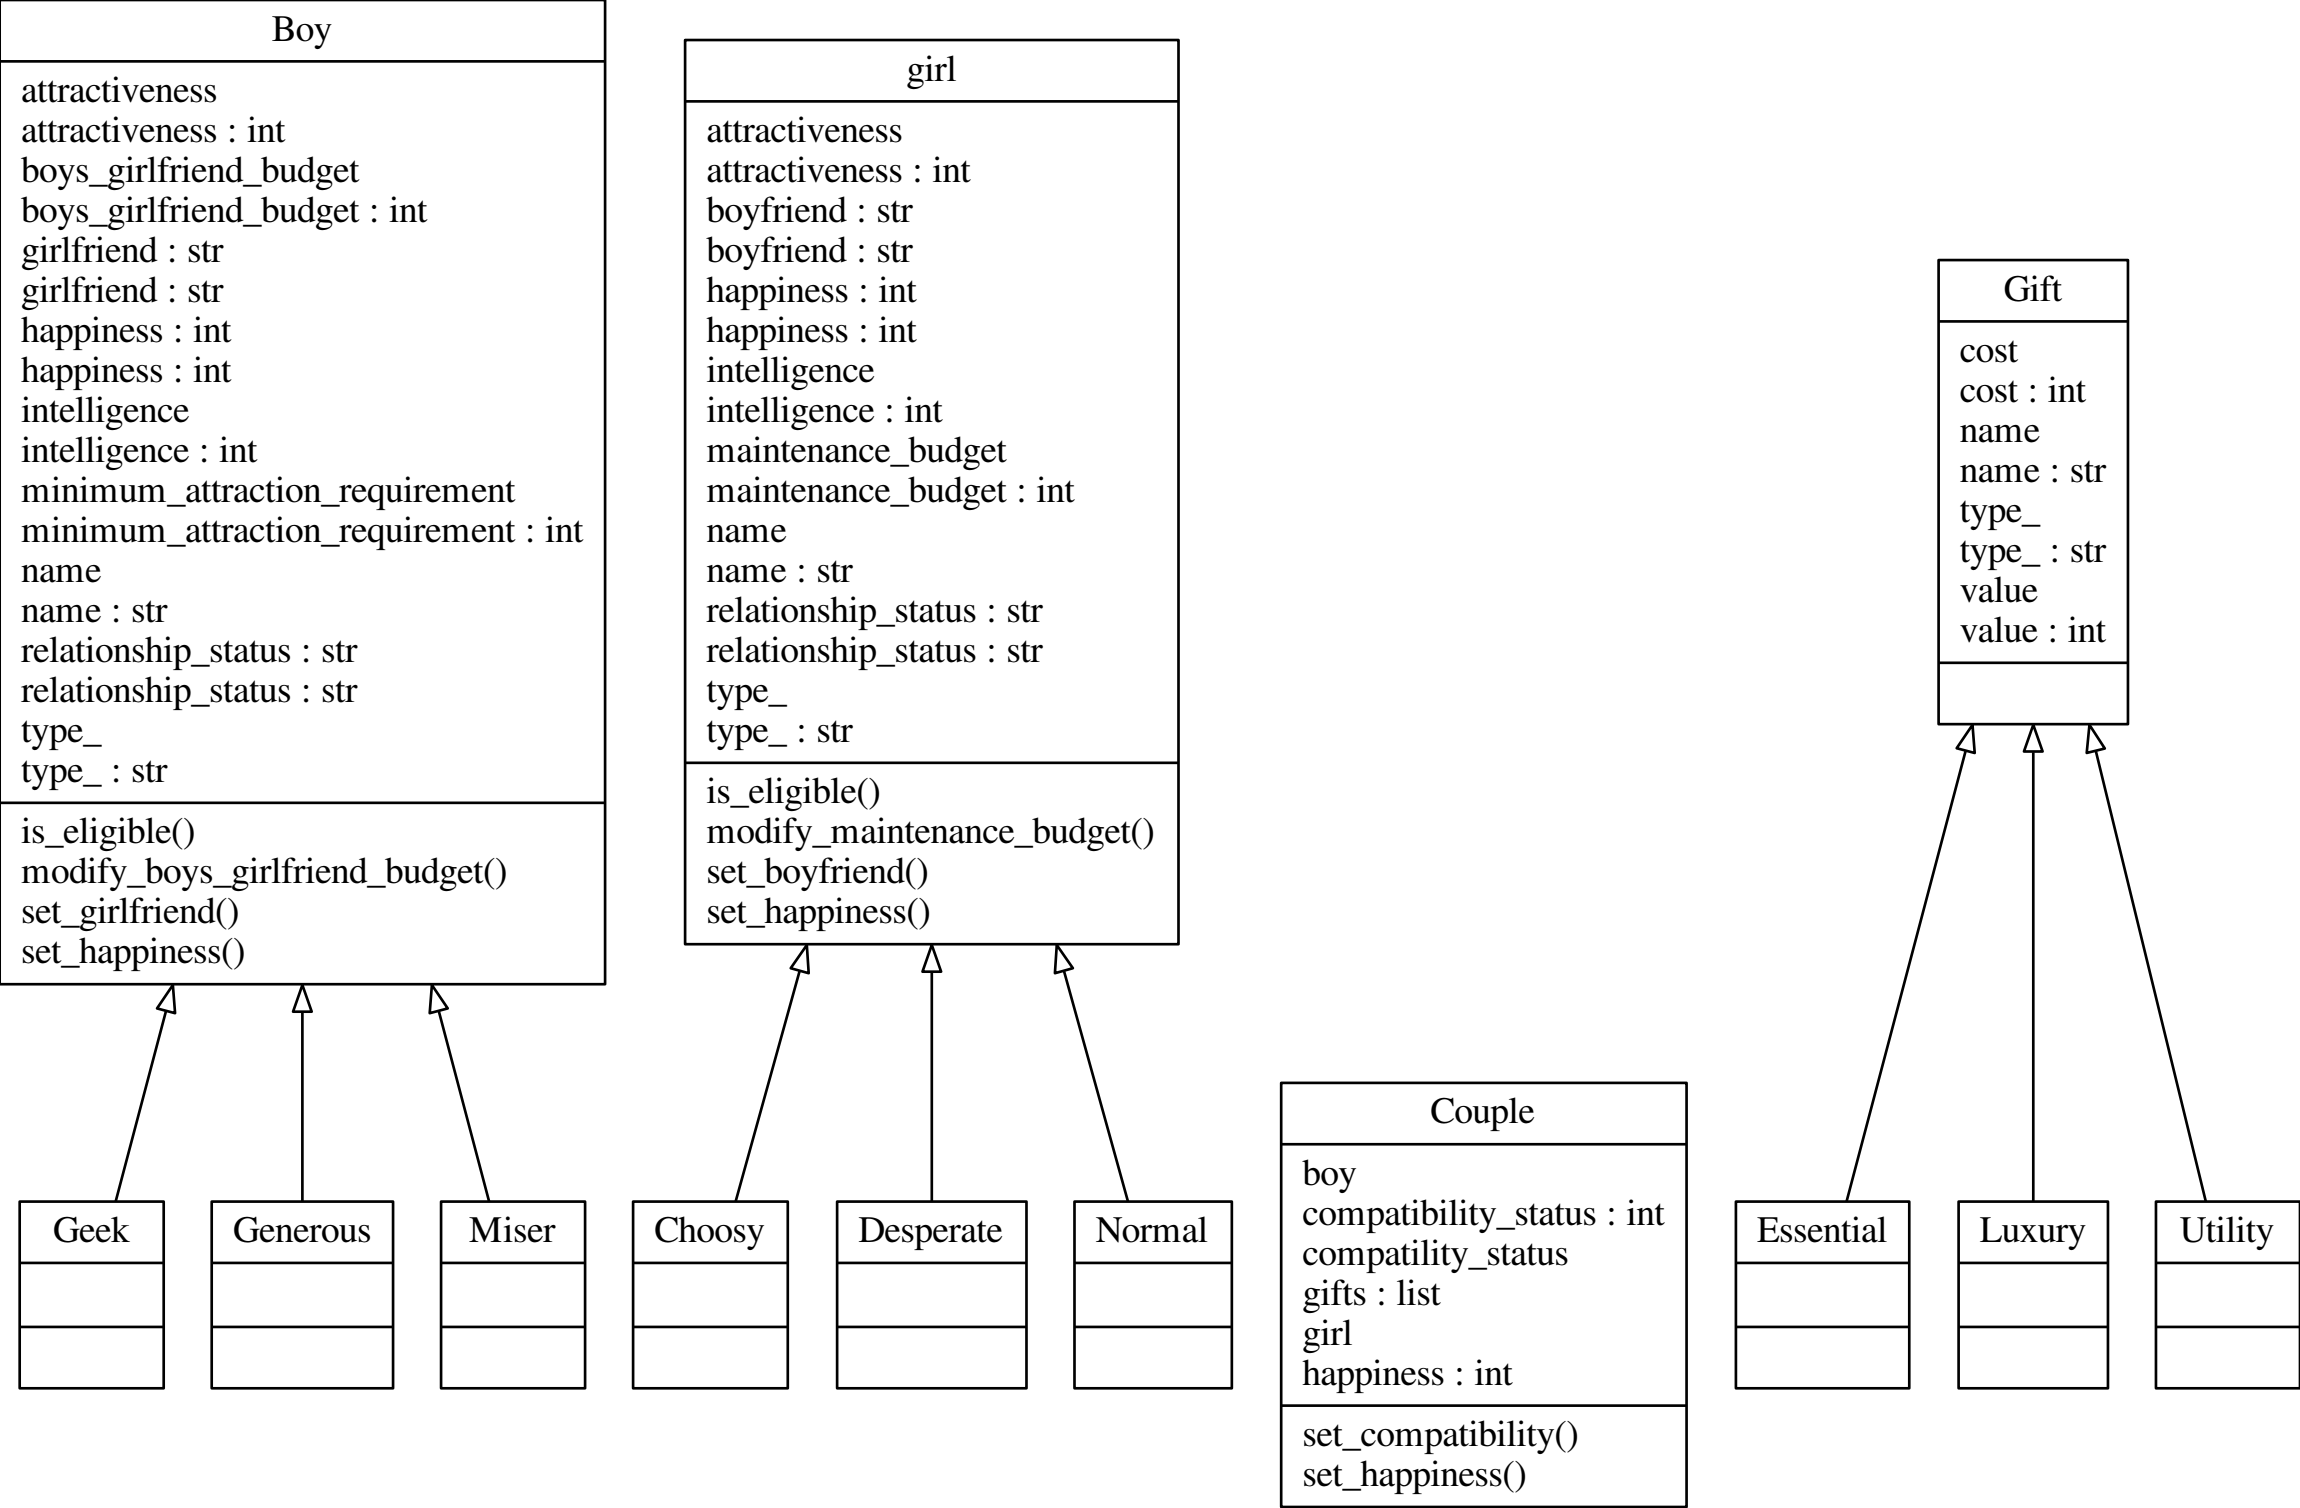 Boy
attractiveness
attractiveness : int
boys_girlfriend_budget
boys_girlfriend_budget : int
girlfriend : str
girlfriend : str
happiness : int
happiness : int
intelligence
intelligence : int
minimum_attraction_requirement
minimum_attraction_requirement : int
name
name : str
relationship_status : str
relationship_status : str
type_
type_ : str
is_eligible()
modify_boys_girlfriend_budget()
set_girlfriend()
set_happiness()
girl
attractiveness
attractiveness : int
boyfriend : str
boyfriend : str
happiness : int
happiness : int
intelligence
intelligence : int
maintenance_budget
maintenance_budget : int
name
name : str
relationship_status : str
relationship_status : str
type_
type_ : str
is_eligible()
modify_maintenance_budget()
set_boyfriend()
set_happiness()
Gift
cost
cost : int
name
name : str
type_
type_ : str
value
value : int
Geek
Generous
Miser
Choosy
Desperate
Normal
Couple
boy
compatibility_status : int
compatility_status
gifts : list
girl
happiness : int
set_compatibility()
set_happiness()
Essential
Luxury
Utility